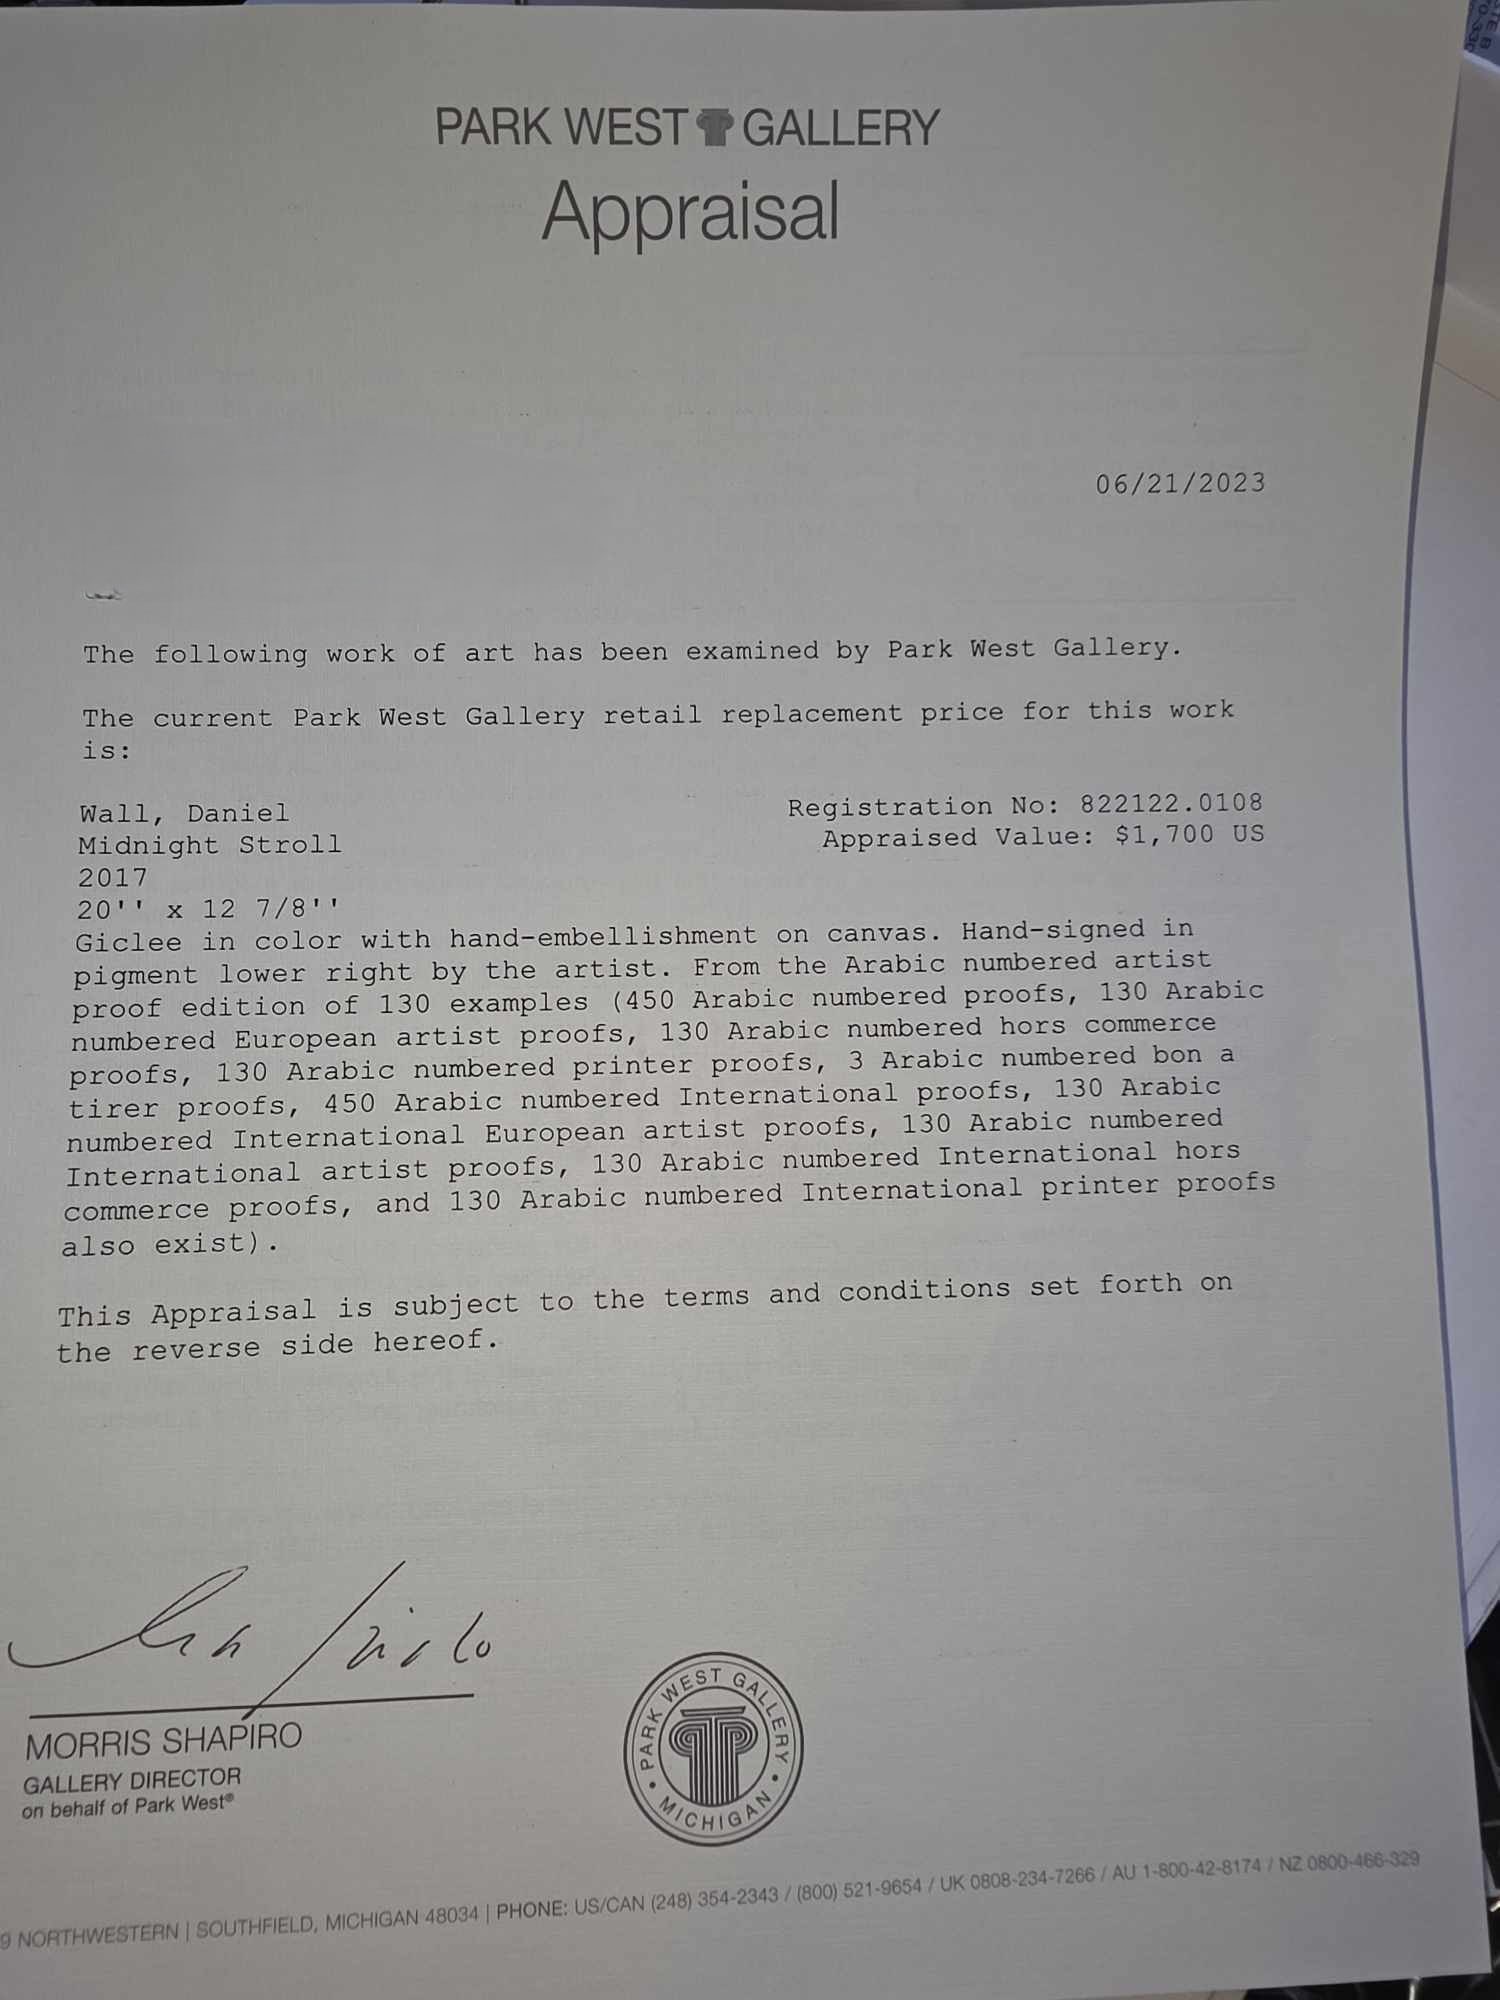 PARK WEST GALLERY
Appraisal
06/21/2023
The following work of art has been examined by Park West Gallery.
The current Park West Gallery retail replacement price for this work
is:
Wall, Daniel
Registration No: 822122.0108
Midnight Stroll
Appraised Value: $1,700 US
2017
20'' x 12 7/8''
Giclee in color with hand-embellishment on canvas. Hand-signed in
pigment lower right by the artist. From the Arabic numbered artist
proof edition of 130 examples (450 Arabic numbered proofs, 130 Arabic
numbered European artist proofs, 130 Arabic numbered hors commerce
proofs, 130 Arabic numbered printer proofs, 3 Arabic numbered bon a
tirer proofs, 450 Arabic numbered International proofs, 130 Arabic
numbered International European artist proofs, 130 Arabic numbered
International artist proofs, 130 Arabic numbered International hors
commerce proofs, and 130 Arabic numbered International printer proofs
also exist).
This Appraisal is subject to the terms and conditions set forth on
the reverse side hereof.
MORRIS SHAPIRO
GALLERY DIRECTOR
on behalf of Park West®
PARK WEST GALLERY • MICHIGAN •
9 NORTHWESTERN | SOUTHFIELD, MICHIGAN 48034 | PHONE: US/CAN (248) 354-2343 / (800) 521-9654 / UK 0808-234-7266 / AU 1-800-42-8174 / NZ 0800-466-329